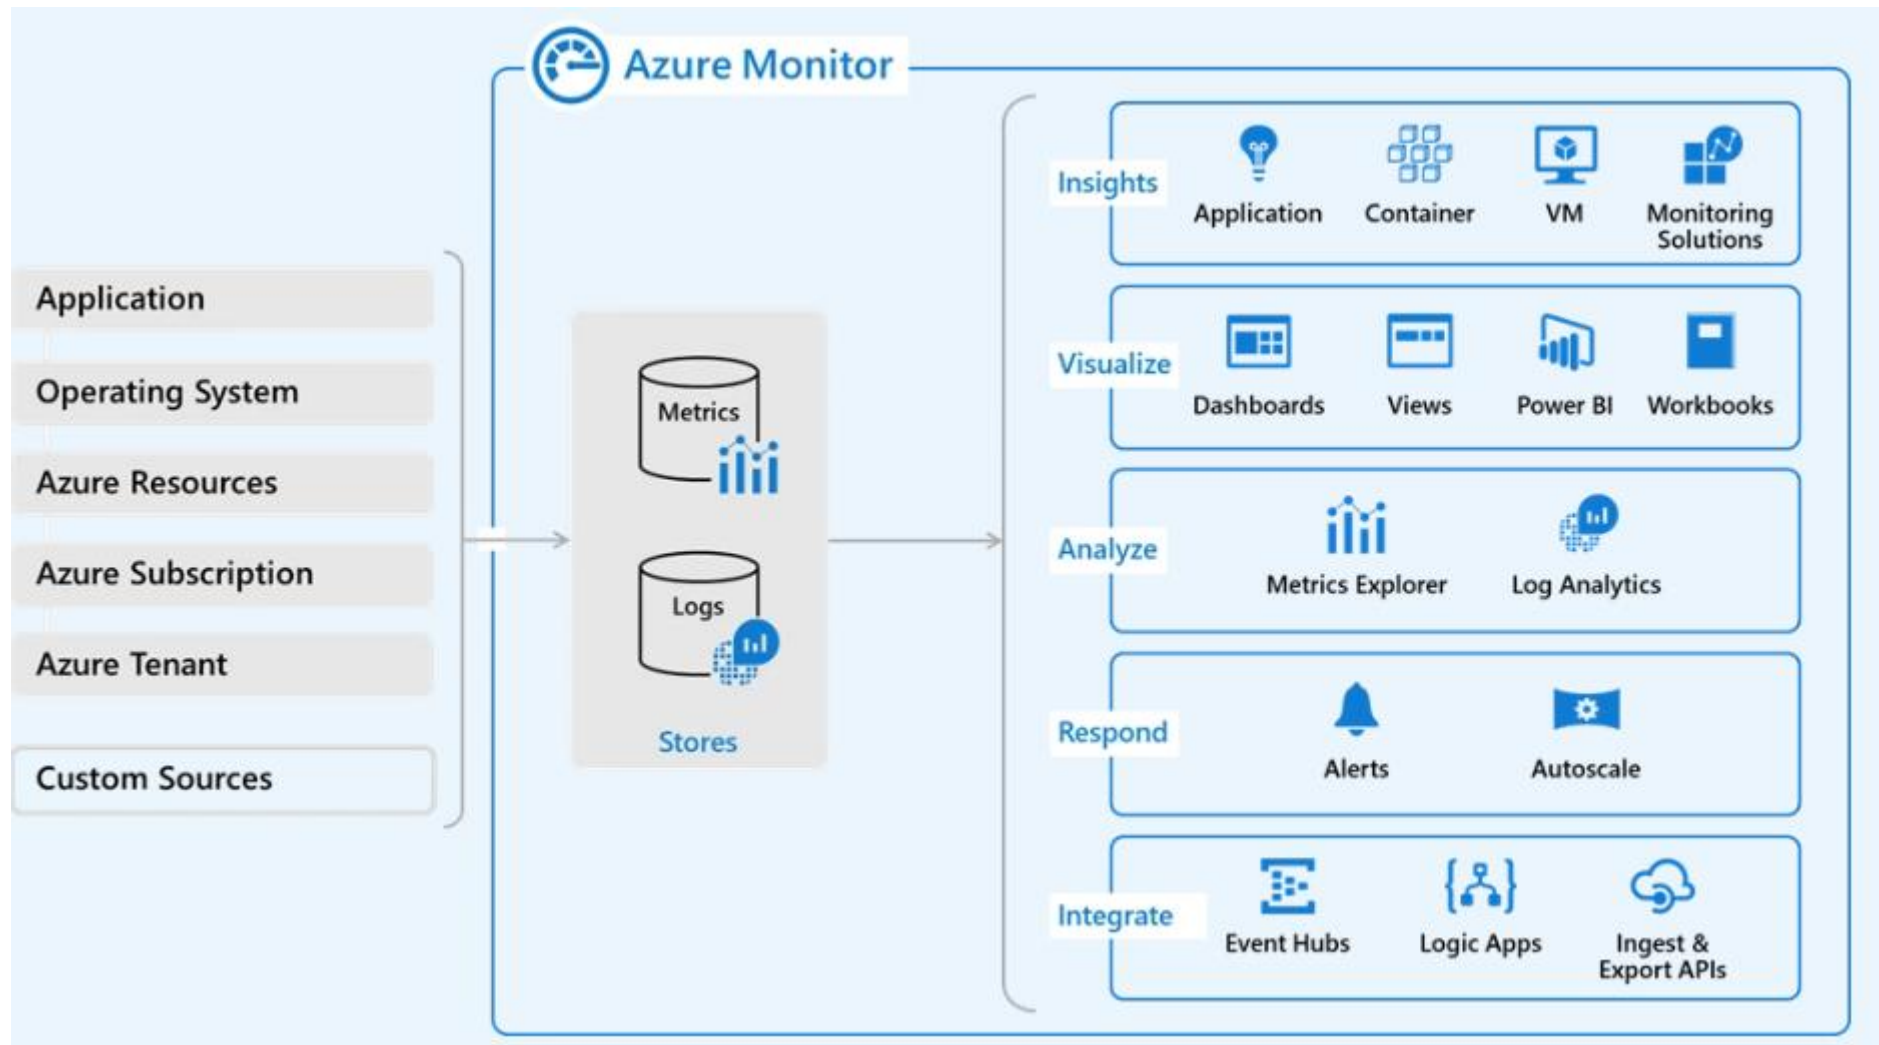 Azure Monitor
Application
Operating System
Azure Resources
Azure Subscription
Azure Tenant
Custom Sources
Metrics
Logs
Stores
Insights
Application
Container
VM
Monitoring
Solutions
Visualize
Dashboards
Views
Power BI
Workbooks
Analyze
Metrics Explorer
Log Analytics
Respond
Alerts
Autoscale
Integrate
Event Hubs
Logic Apps
Ingest &
Export APIs